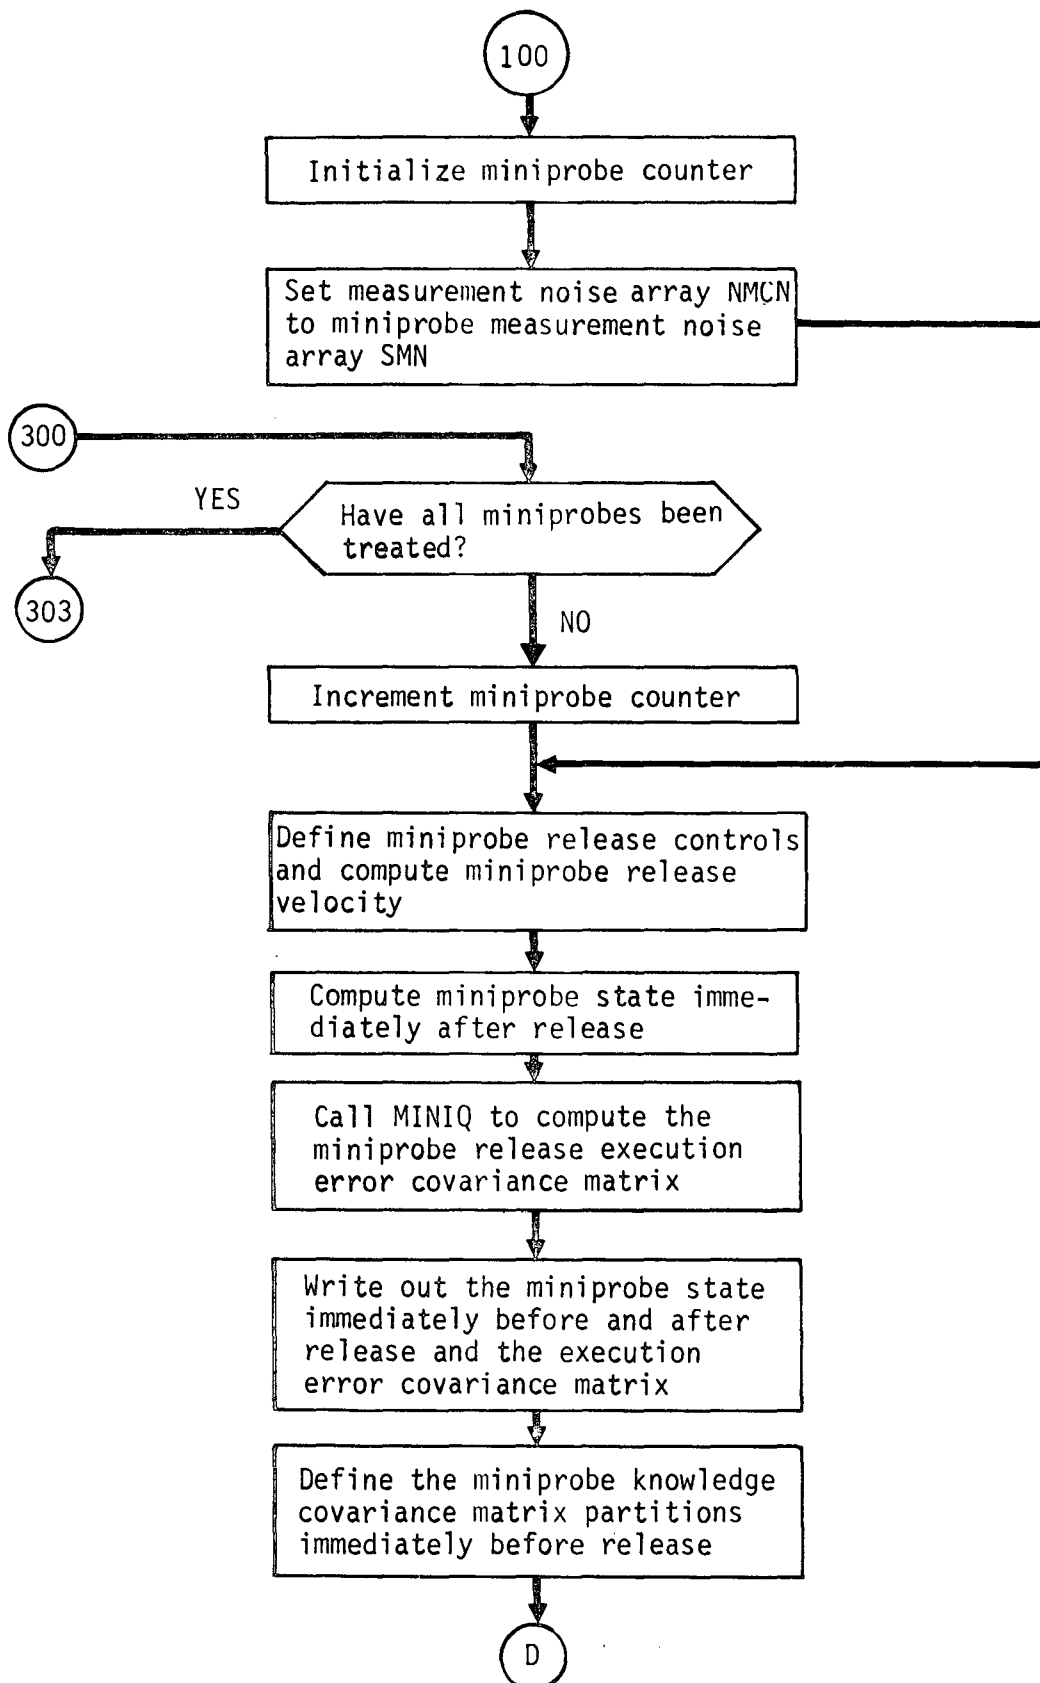 100
Initialize miniprobe counter
Set measurement noise array NMCN
to miniprobe measurement noise
array SMN
300
YES
Have all miniprobes been
treated?
303
NO
Increment miniprobe counter
Define miniprobe release controls
and compute miniprobe release
velocity
Compute miniprobe state imme-
diately after release
Call MINIQ to compute the
miniprobe release execution
error covariance matrix
Write out the miniprobe state
immediately before and after
release and the execution
error covariance matrix
Define the miniprobe knowledge
covariance matrix partitions
immediately before release
D